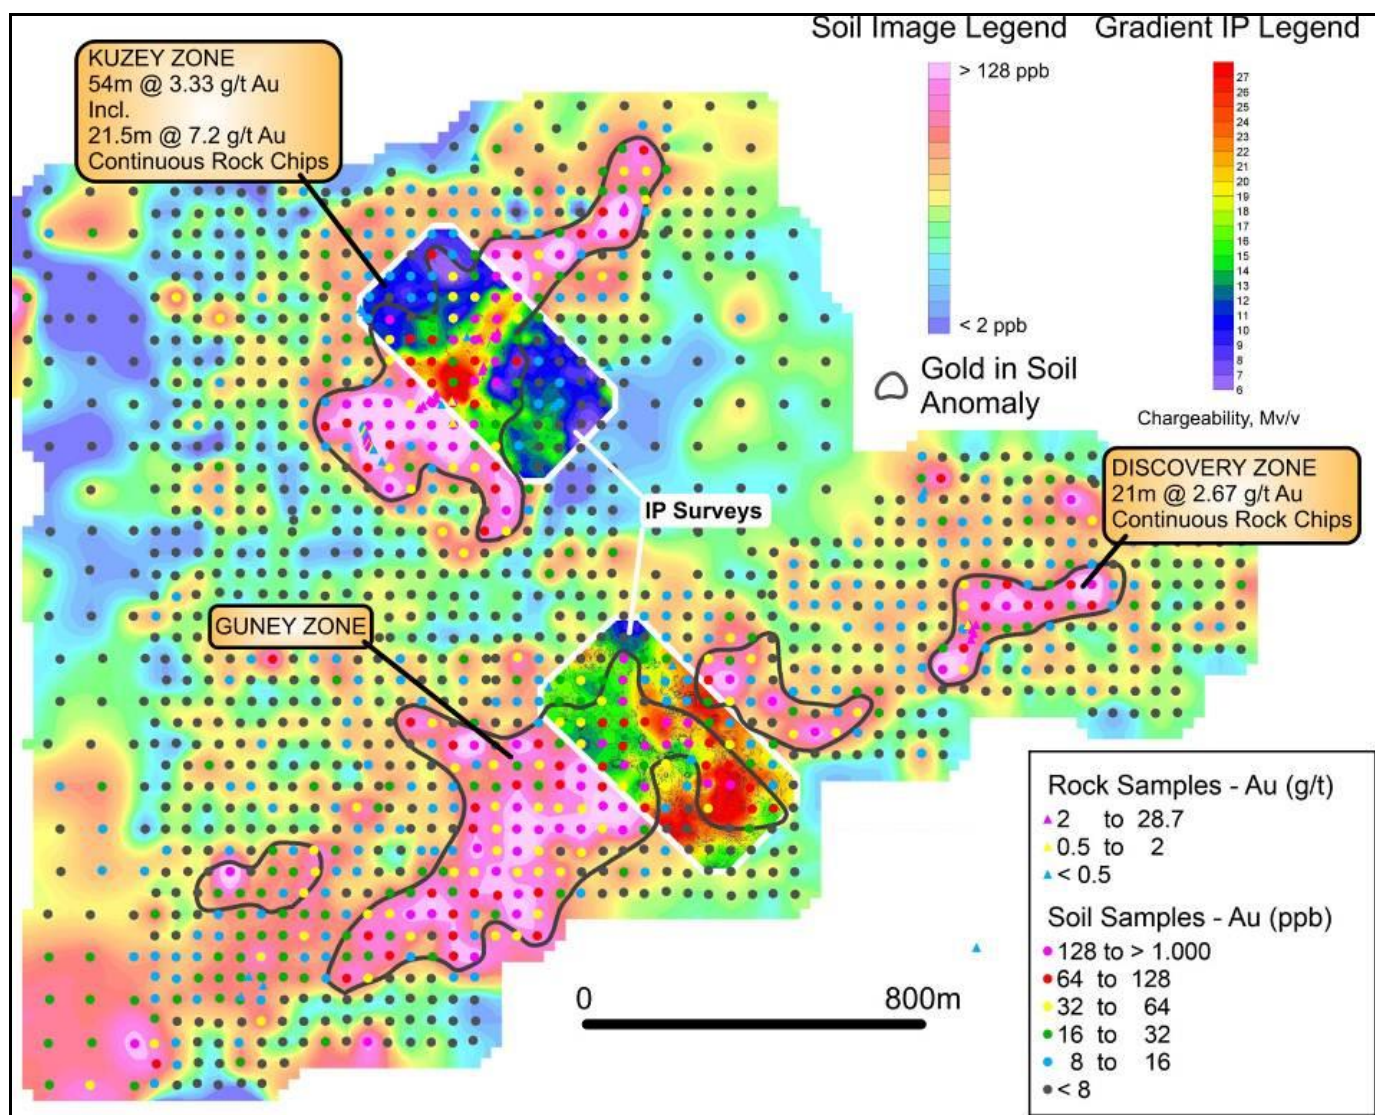 KUZEY ZONE
54m @ 3.33 g/t Au
Incl.
21.5m @ 7.2 g/t Au
Continuous Rock Chips
Soil Image Legend
> 128 ppb
< 2 ppb
Gradient IP Legend
27
26
25
24
23
22
21
20
19
18
17
16
15
14
13
12
11
10
9
8
7
6
Chargeability, Mv/v
Gold in Soil
Anomaly
DISCOVERY ZONE
21m @ 2.67 g/t Au
Continuous Rock Chips
IP Surveys
GUNEY ZONE
0 800m
Rock Samples - Au (g/t)
2 to 28.7
0.5 to 2
< 0.5
Soil Samples - Au (ppb)
128 to > 1.000
64 to 128
32 to 64
16 to 32
8 to 16
< 8